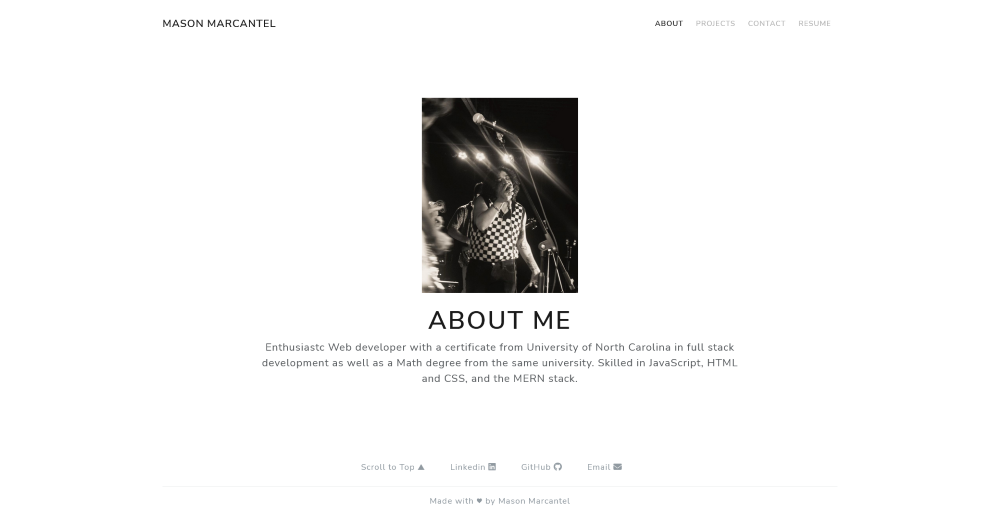 MASON MARCANTEL
ABOUT PROJECTS CONTACT RESUME
ABOUT ME
Enthusiastc Web developer with a certificate from University of North Carolina in full stack
development as well as a Math degree from the same university. Skilled in JavaScript, HTML
and CSS, and the MERN stack.
Scroll to Top ▲ Linkedin GitHub Email
Made with ♥ by Mason Marcantel